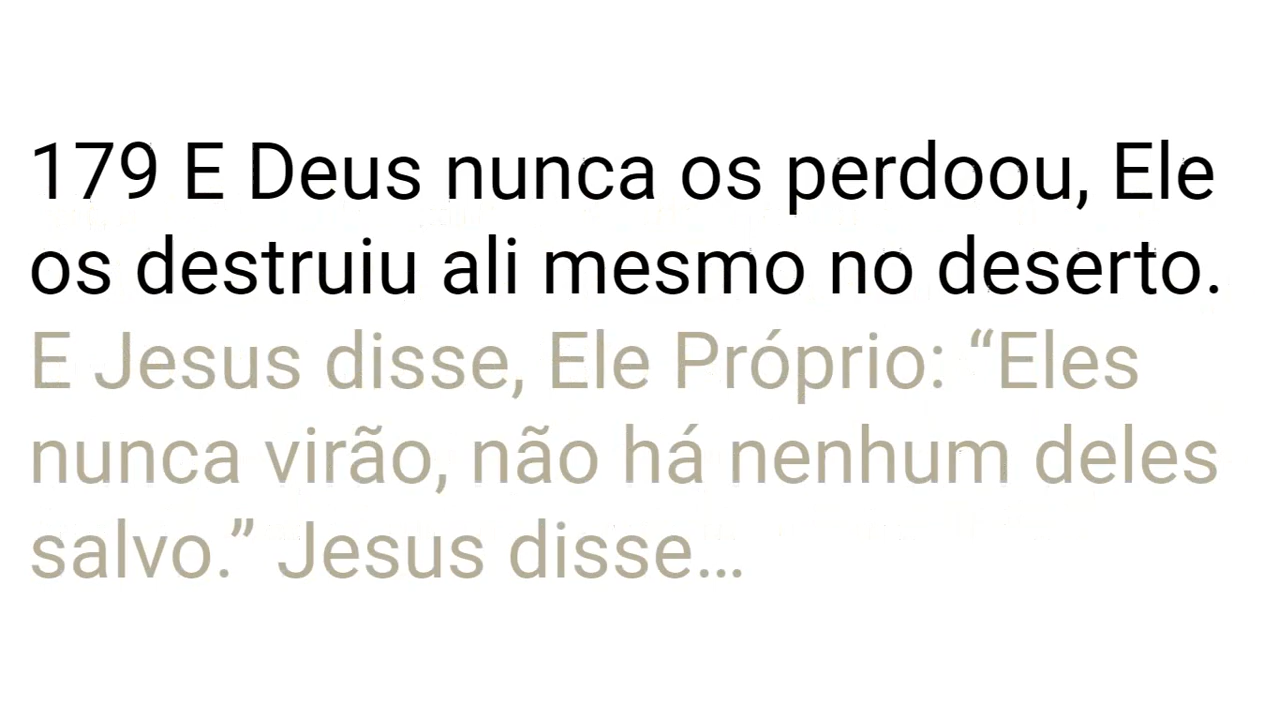 179 E Deus nunca os perdoou, Ele
os destruiu ali mesmo no deserto.
E Jesus disse, Ele Próprio: “Eles
nunca virão, não há nenhum deles
salvo.” Jesus disse…